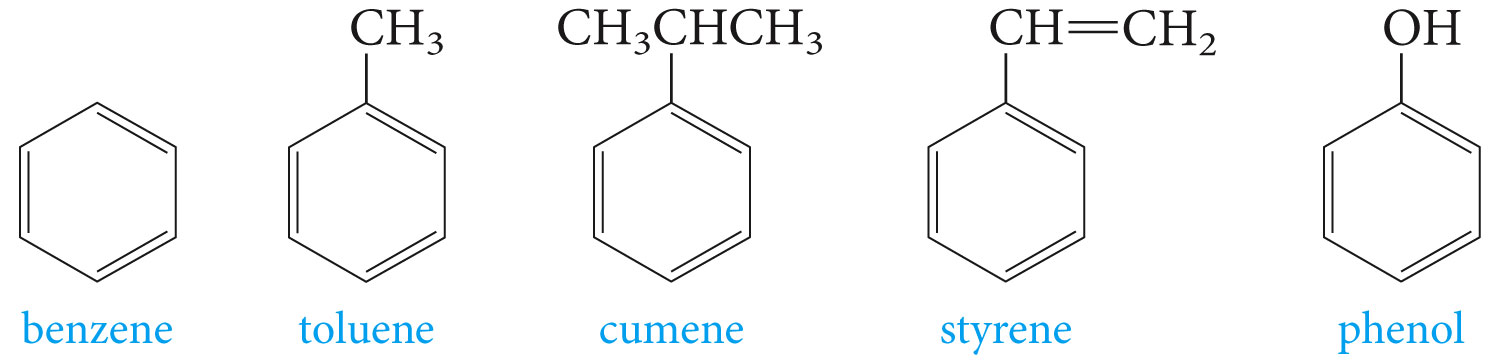 CH₃ CH₃CHCH₃ CH=CH₂ OH
benzene toluene cumene styrene phenol